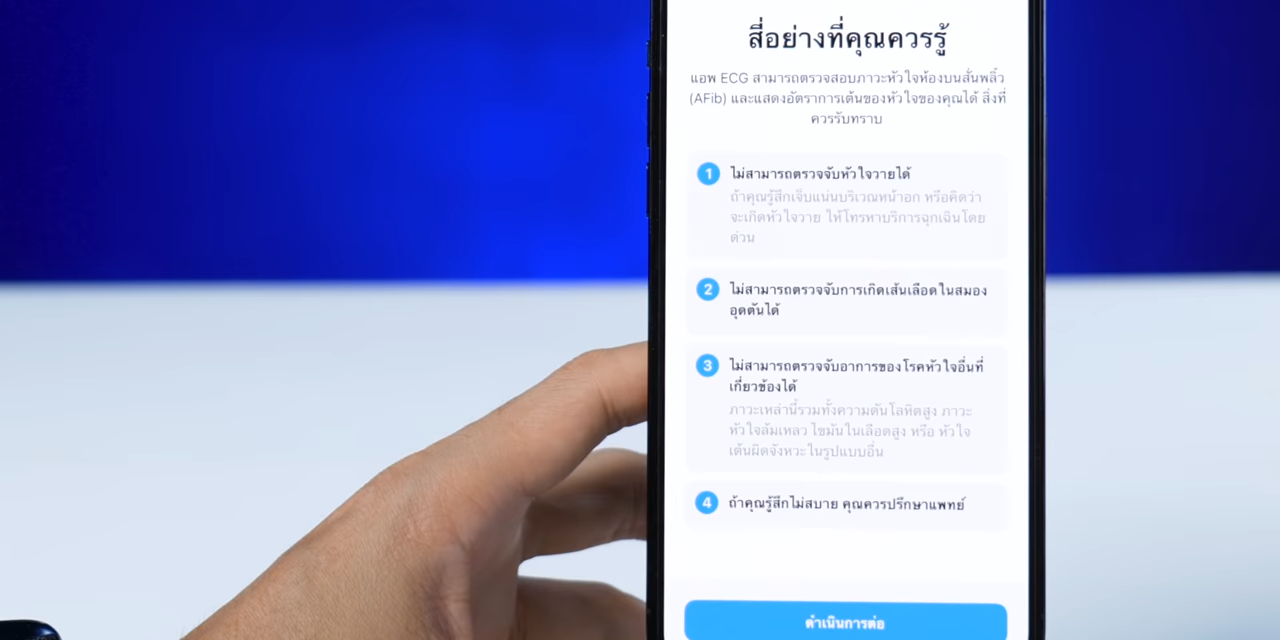 สี่อย่างที่คุณควรรู้
แอพ ECG สามารถตรวจสอบภาวะหัวใจห้องบนสั่นพลิ้ว
(AFib) และแสดงอัตราการเต้นของหัวใจของคุณได้ สิ่งที่
ควรรับทราบ
1 ไม่สามารถตรวจจับหัวใจวายได้
ถ้าคุณรู้สึกเจ็บแน่นบริเวณหน้าอก หรือคิดว่า
จะเกิดหัวใจวาย ให้โทรหาบริการฉุกเฉินโดย
ด่วน
2 ไม่สามารถตรวจจับการเกิดเส้นเลือดในสมอง
อุดตันได้
3 ไม่สามารถตรวจจับอาการของโรคหัวใจอื่นที่
เกี่ยวข้องได้
ภาวะเหล่านี้รวมทั้งความดันโลหิตสูง ภาวะ
หัวใจล้มเหลว ไขมันในเลือดสูง หรือ หัวใจ
เต้นผิดจังหวะในรูปแบบอื่น
4 ถ้าคุณรู้สึกไม่สบาย คุณควรปรึกษาแพทย์
ดำเนินการต่อ